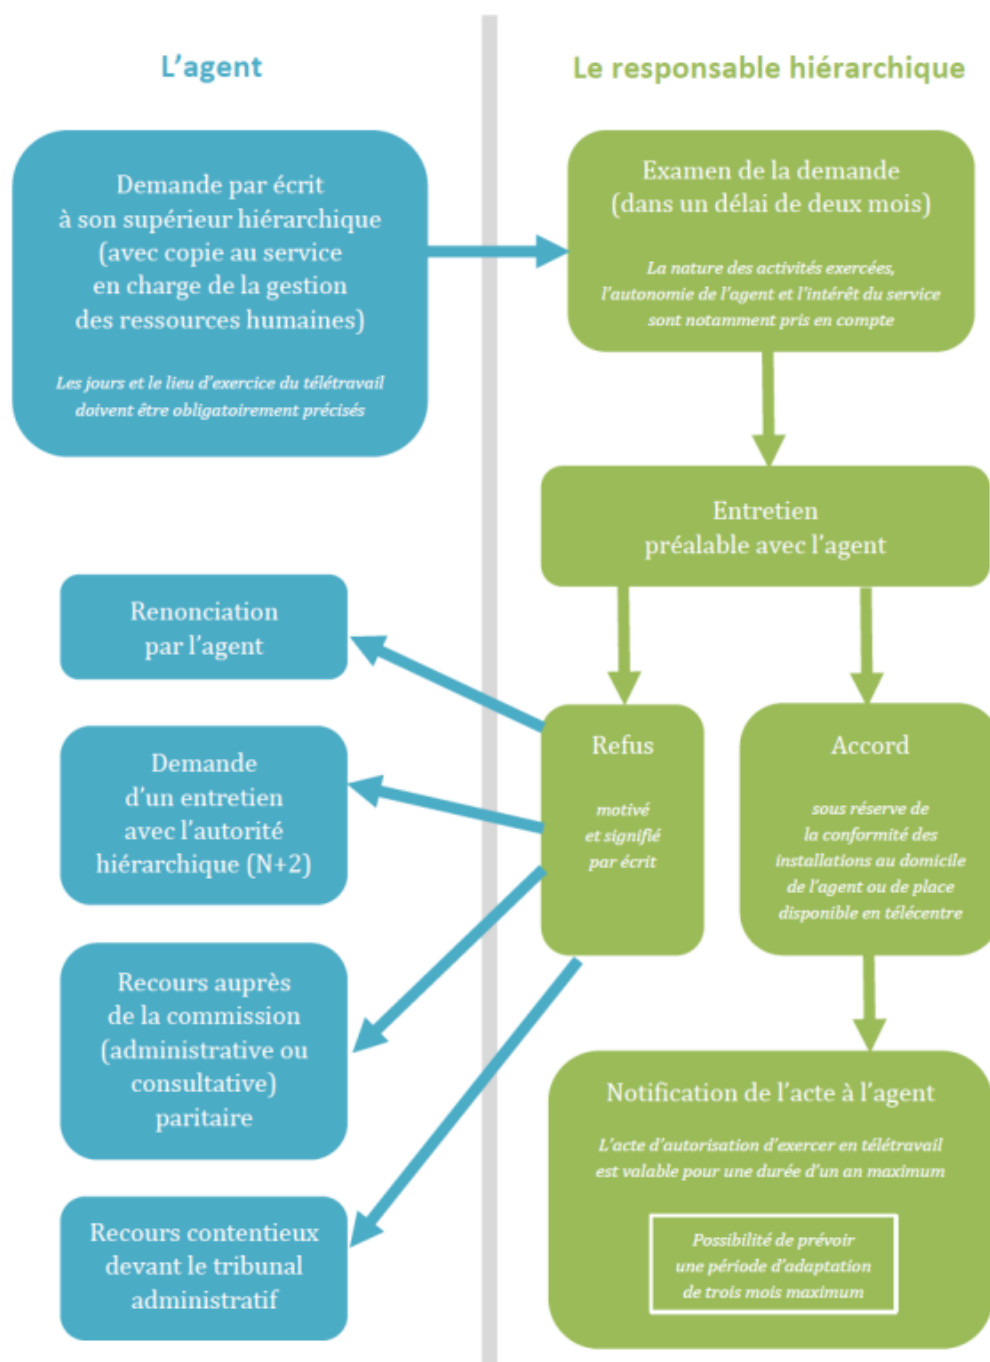 L'agent
Demande par écrit
à son supérieur hiérarchique
(avec copie au service
en charge de la gestion
des ressources humaines)
Les jours et le lieu d'exercice du télétravail
doivent être obligatoirement précisés
Le responsable hiérarchique
Examen de la demande
(dans un délai de deux mois)
La nature des activités exercées,
l'autonomie de l'agent et l'intérêt du service
sont notamment pris en compte
Entretien
préalable avec l'agent
Refus
motivé
et signifié
par écrit
Accord
sous réserve de
la conformité des
installations au domicile
de l'agent ou de place
disponible en télécentre
Renonciation
par l'agent
Demande
d'un entretien
avec l'autorité
hiérarchique (N+2)
Recours auprès
de la commission
(administrative ou
consultative)
paritaire
Recours contentieux
devant le tribunal
administratif
Notification de l'acte à l'agent
L'acte d'autorisation d'exercer en télétravail
est valable pour une durée d'un an maximum
Possibilité de prévoir
une période d'adaptation
de trois mois maximum